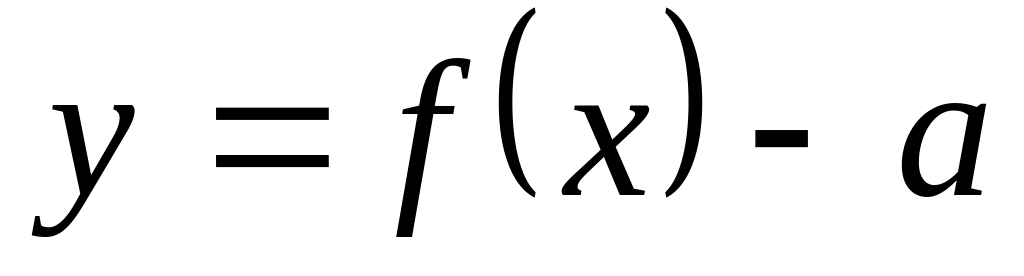 y = f(x) - a